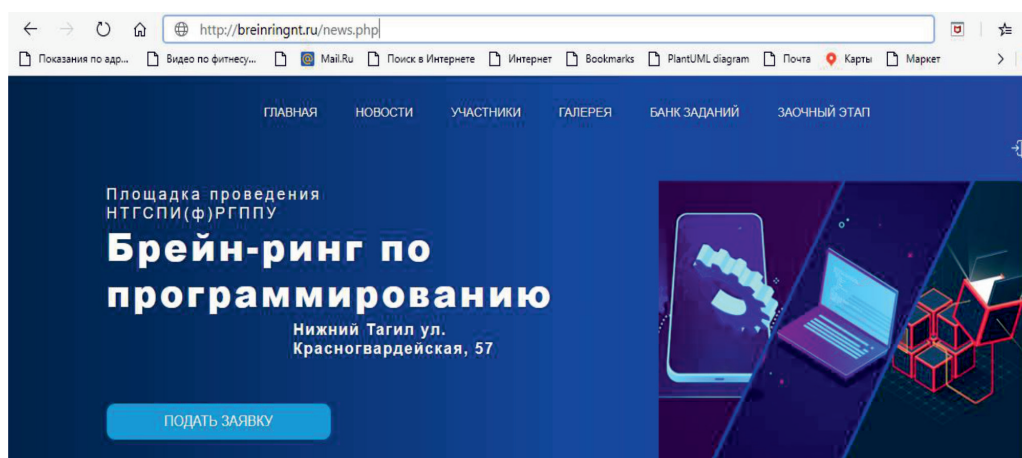 http://breinringnt.ru/news.php
Показания по адр... Видео по фитнесу... Mail.Ru Поиск в Интернете Интернет Bookmarks PlantUML diagram Почта Карты Маркет
ГЛАВНАЯ НОВОСТИ УЧАСТНИКИ ГАЛЕРЕЯ БАНК ЗАДАНИЙ ЗАОЧНЫЙ ЭТАП
Площадка проведения
НТГСПИ(ф)РГППУ
Брейн-ринг по
программированию
Нижний Тагил ул.
Красногвардейская, 57
ПОДАТЬ ЗАЯВКУ